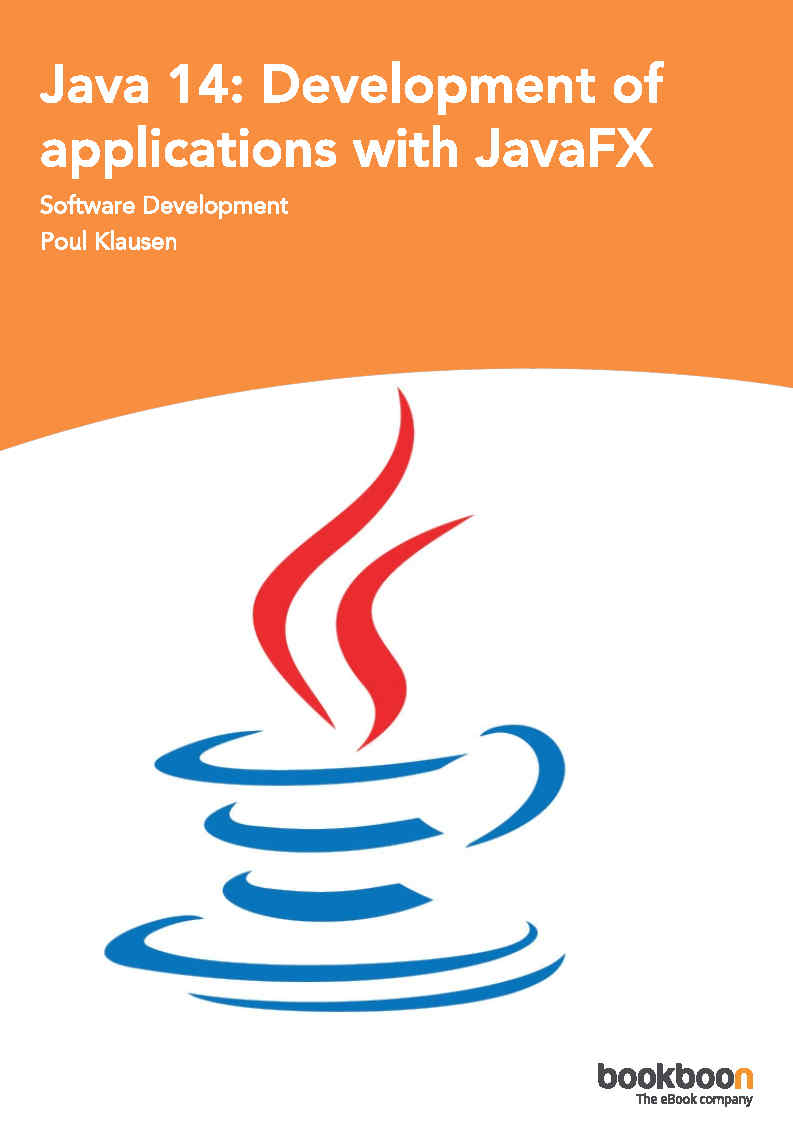 Java 14: Development of
applications with JavaFX
Software Development
Poul Klausen
bookboon
The eBook company